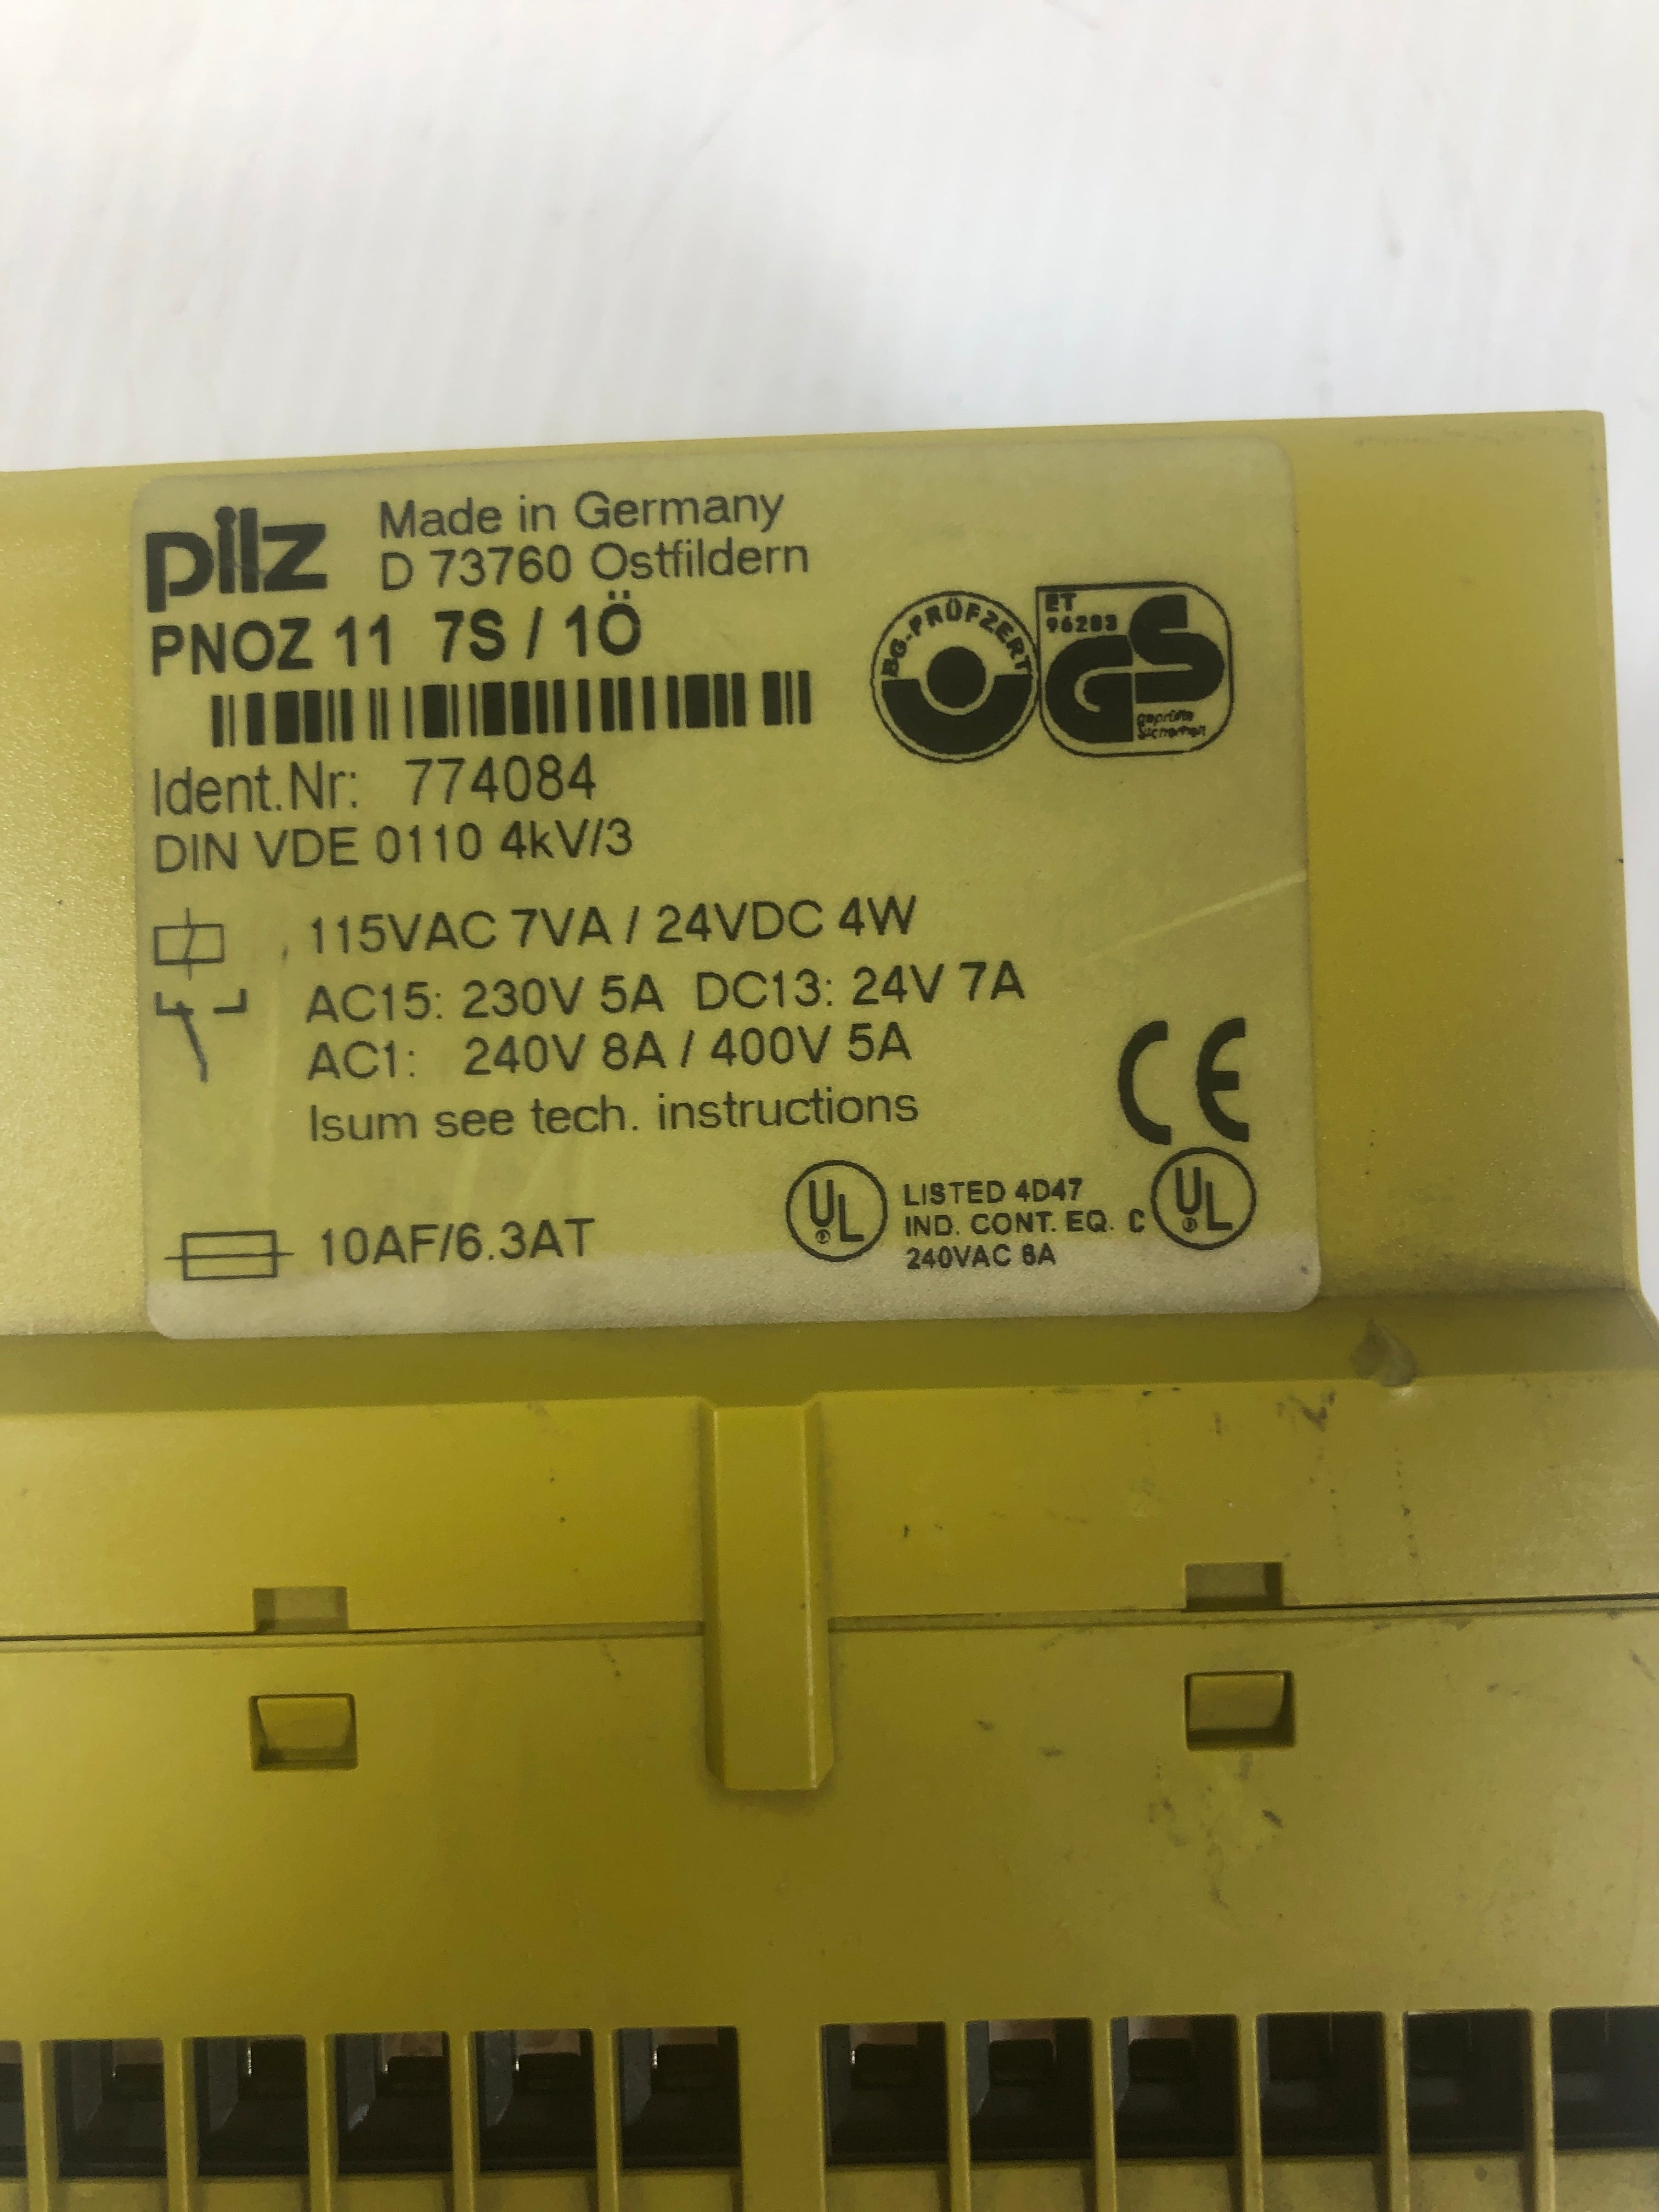 pilz
Made in Germany
D 73760 Ostfildern
PNOZ 11 7S / 1Ö
BG-PRÜFZERT
ET
96203
GS
geprüfte
Sicherheit
Ident.Nr: 774084
DIN VDE 0110 4kV/3
115VAC 7VA / 24VDC 4W
AC15: 230V 5A DC13: 24V 7A
AC1: 240V 8A / 400V 5A
Isum see tech. instructions
CE
10AF/6.3AT
UL
LISTED 4D47
IND. CONT. EQ.
240VAC 8A
C UL